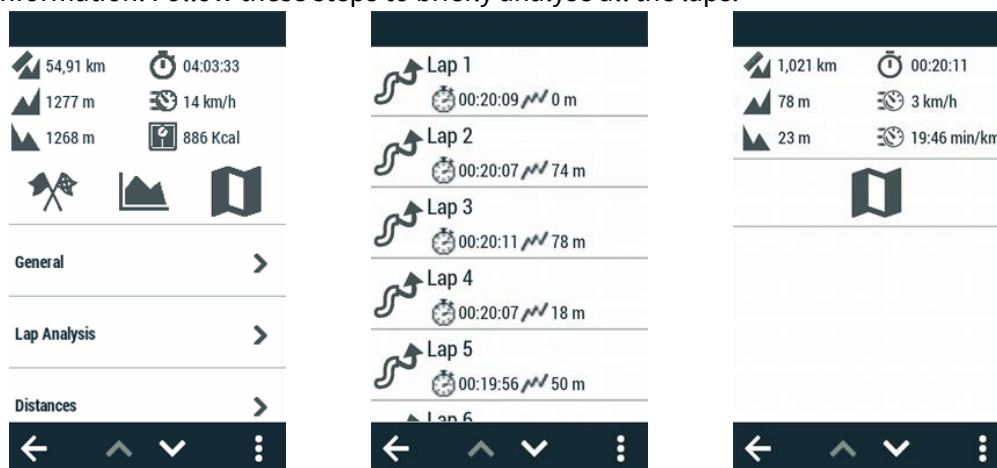 nformation. Follow these steps to briefly analyse all the laps.
54,91 km 04:03:33
1277 m 14 km/h
1268 m 886 Kcal
General
Lap Analysis
Distances
Lap 1
00:20:09 0 m
Lap 2
00:20:07 74 m
Lap 3
00:20:11 78 m
Lap 4
00:20:07 18 m
Lap 5
00:19:56 50 m
Lap 6
1,021 km 00:20:11
78 m 3 km/h
23 m 19:46 min/km